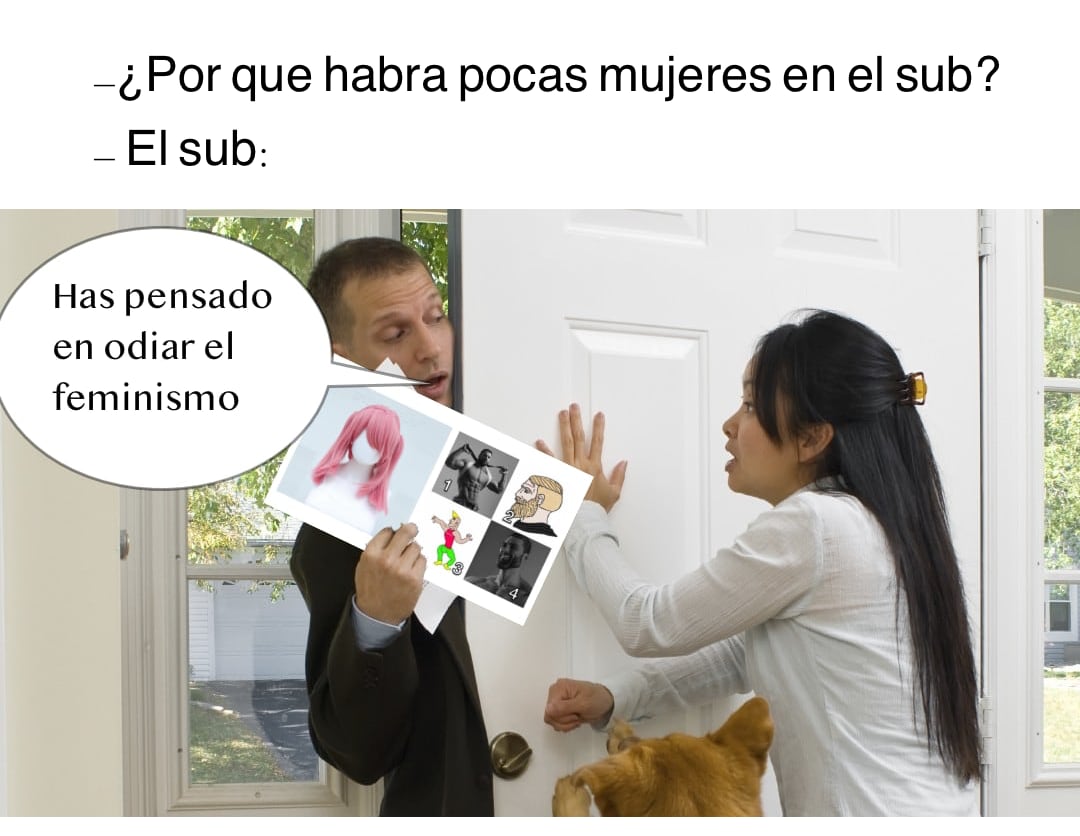 –¿Por que habra pocas mujeres en el sub?
– El sub:
Has pensado
en odiar el
feminismo
1
2
3
4